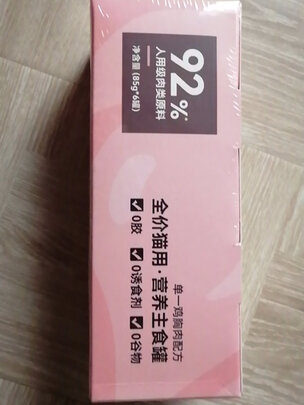 92%*
人用级肉类原料
净含量 (85g*6罐)
单一鸡胸肉配方
全价猫用·营养主食罐
0胶 0诱食剂 0谷物